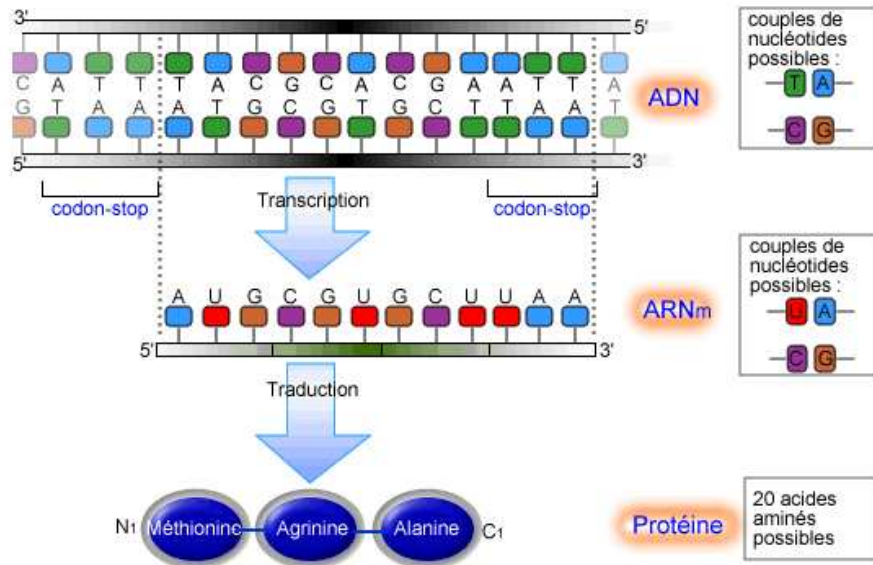 3' 5'
C A T T T A C G C A C G A A T T A
G T A A A T G C G T G C T T A A T
5' 3'
codon-stop
Transcription
codon-stop
ADN
couples de
nucléotides
possibles :
T A
C G
A U G C G U G C U U A A
5' 3'
ARNm
couples de
nucléotides
possibles :
U A
C G
Traduction
N1 Méthionine Agrinine Alanine C1
Protéine
20 acides
aminés
possibles